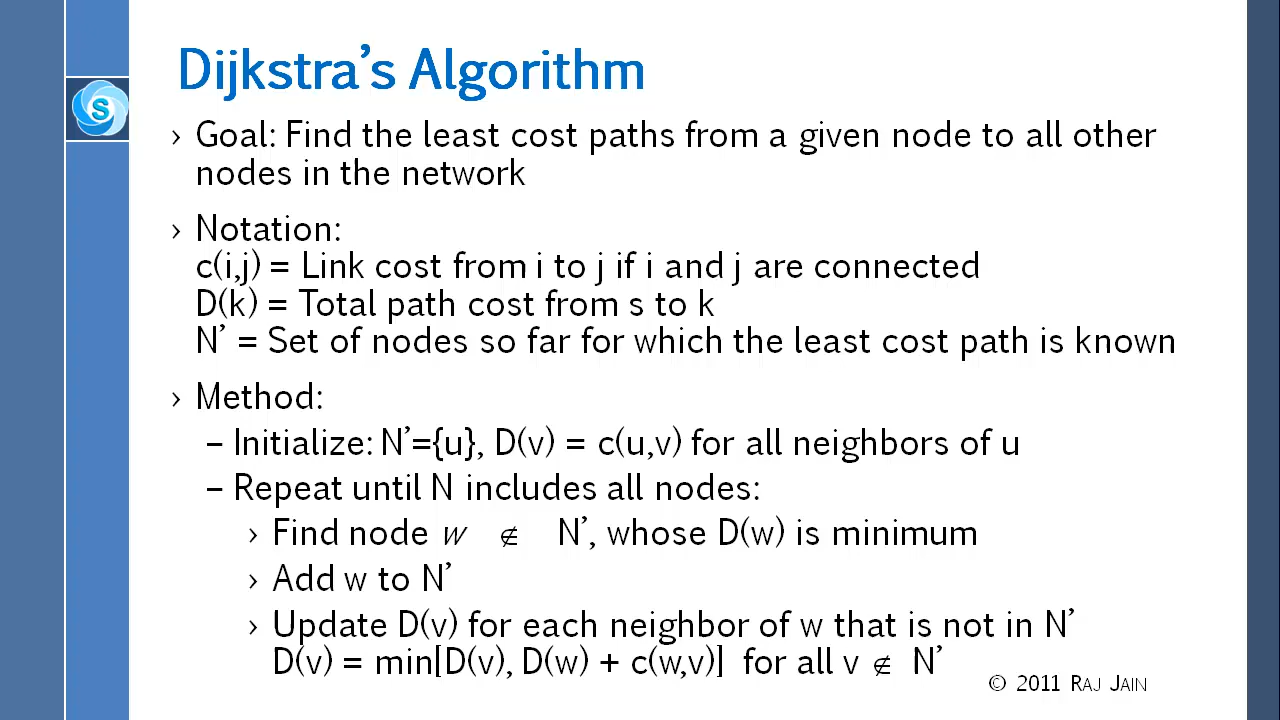 Dijkstra’s Algorithm
S
› Goal: Find the least cost paths from a given node to all other
nodes in the network
› Notation:
c(i,j) = Link cost from i to j if i and j are connected
D(k) = Total path cost from s to k
N’ = Set of nodes so far for which the least cost path is known
› Method:
– Initialize: N’={u}, D(v) = c(u,v) for all neighbors of u
– Repeat until N includes all nodes:
› Find node w ∉ N’, whose D(w) is minimum
› Add w to N’
› Update D(v) for each neighbor of w that is not in N’
D(v) = min[D(v), D(w) + c(w,v)] for all v ∉ N’
© 2011 RAJ JAIN